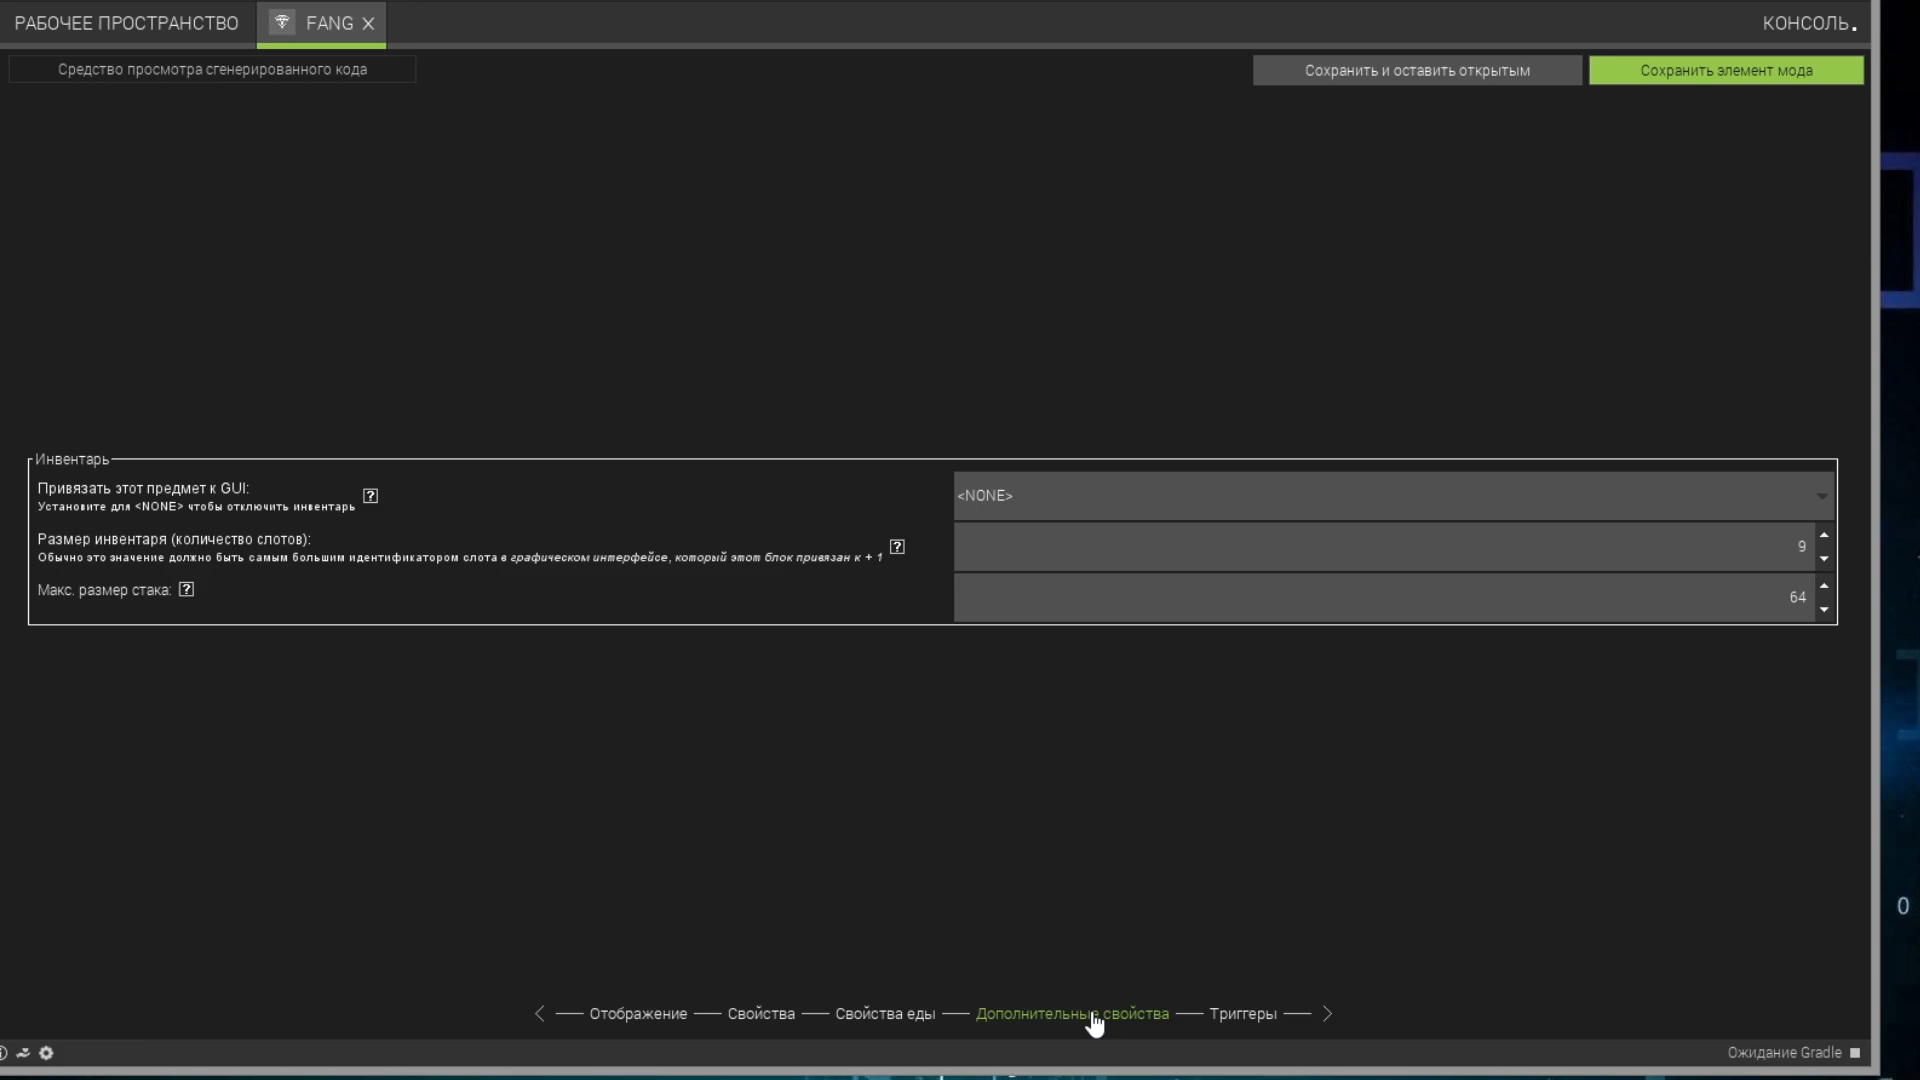 РАБОЧЕЕ ПРОСТРАНСТВО
FANG
КОНСОЛЬ.
Средство просмотра сгенерированного кода
Сохранить и оставить открытым
Сохранить элемент мода
Инвентарь
Привязать этот предмет к GUI:
<NONE>
Установите для <NONE> чтобы отключить инвентарь
Размер инвентаря (количество слотов):
9
Обычно это значение должно быть самым большим идентификатором слота в графическом интерфейсе, который этот блок привязан к + 1
Макс. размер стака:
64
0
Отображение
Свойства
Свойства еды
Дополнительные свойства
Триггеры
Ожидание Gradle